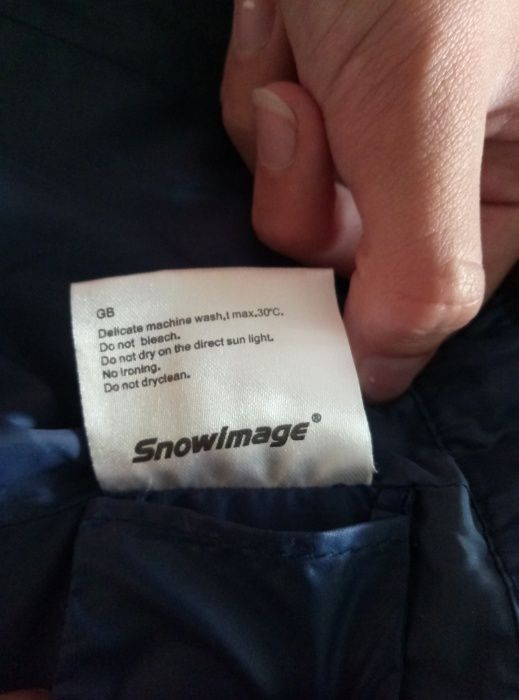 GB
Delicate machine wash,t max.30°C.
Do not bleach.
Do not dry on the direct sun light.
No ironing.
Do not dryclean.
Snowimage®